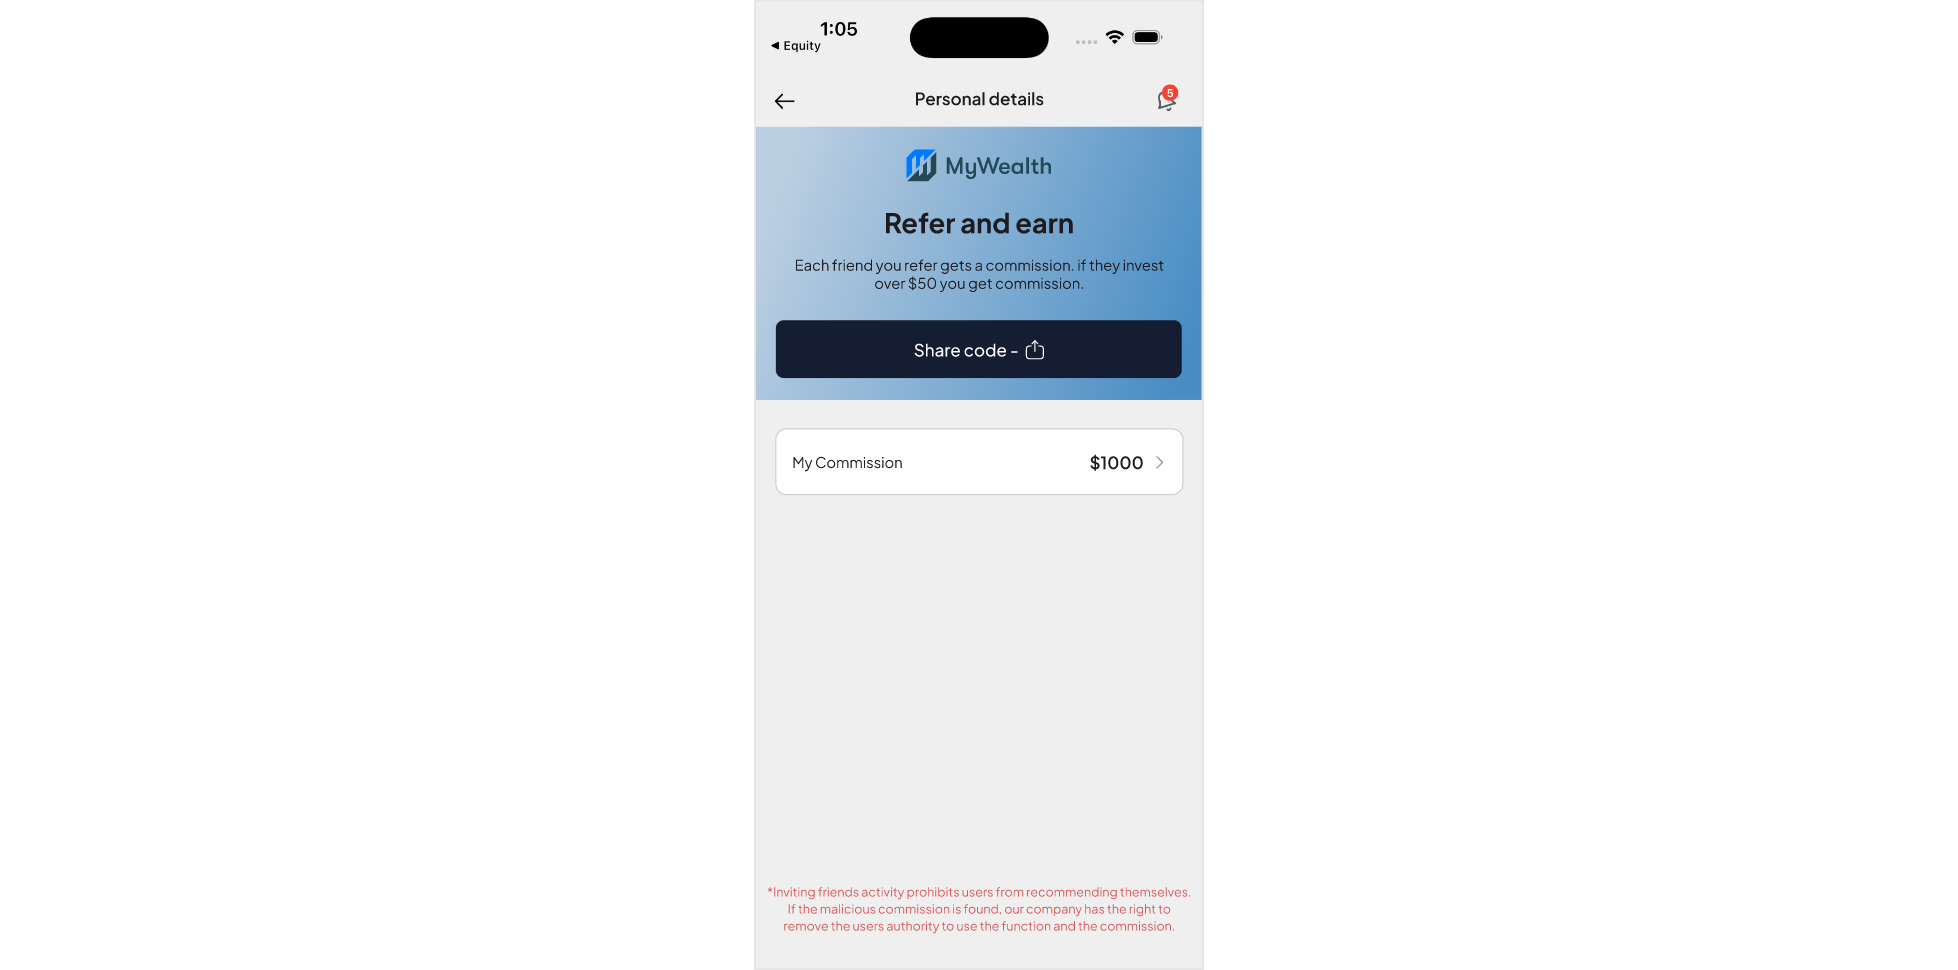 1:05
◀ Equity
Personal details
5
MyWealth
Refer and earn
Each friend you refer gets a commission. if they invest
over $50 you get commission.
Share code -
My Commission
$1000
*Inviting friends activity prohibits users from recommending themselves.
If the malicious commission is found, our company has the right to
remove the users authority to use the function and the commission.